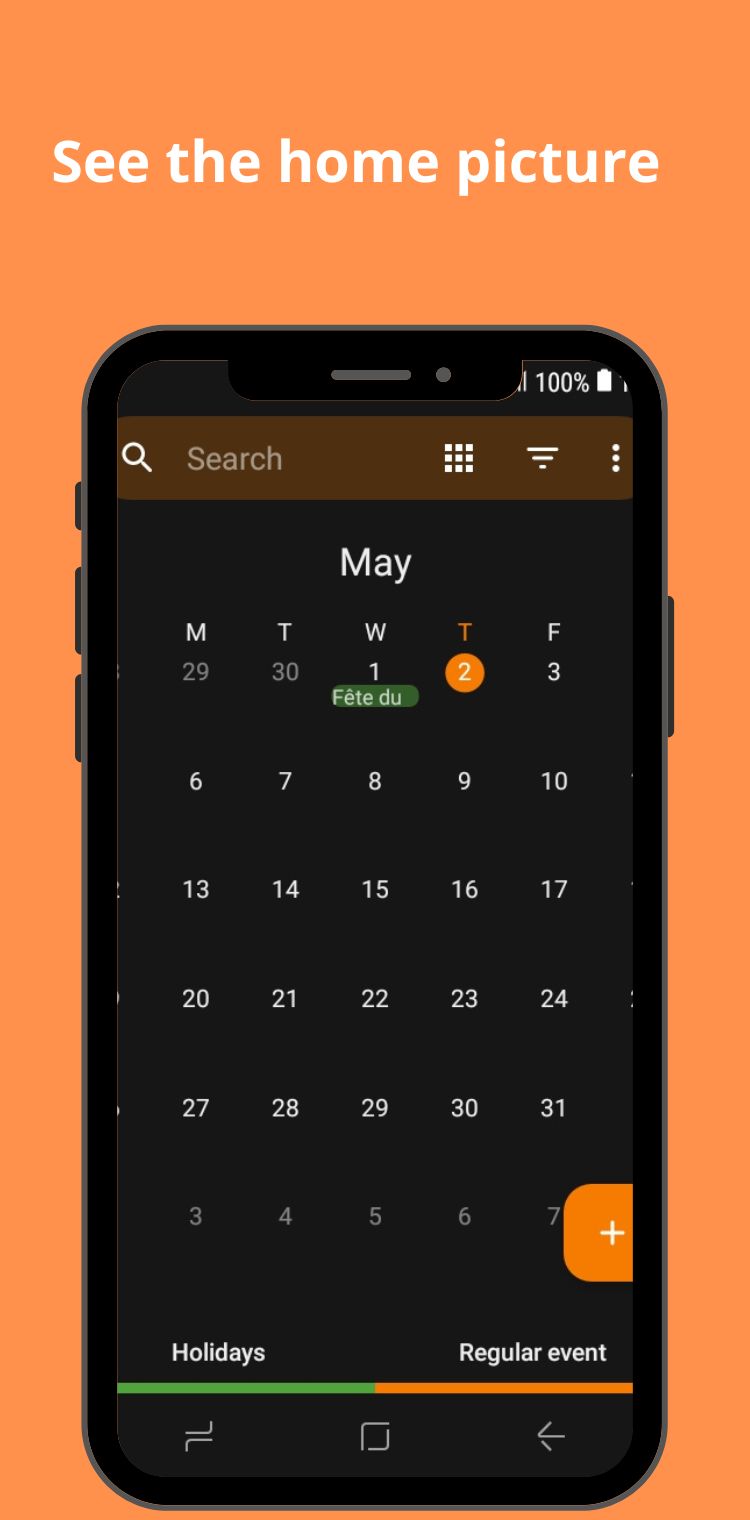 See the home picture
100%
Search
May
M T W T F
29 30 1 2 3
Fête du
6 7 8 9 10
13 14 15 16 17
20 21 22 23 24
27 28 29 30 31
3 4 5 6 7
+
Holidays Regular event